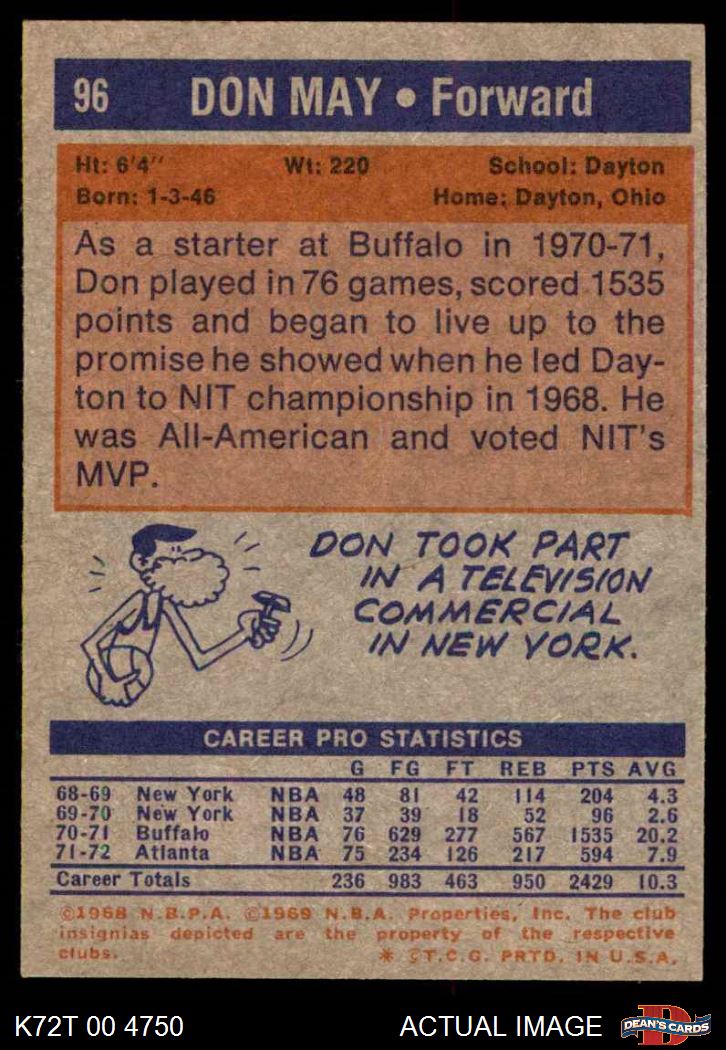 96 DON MAY • Forward
Ht: 6'4'' Wt: 220 School: Dayton
Born: 1-3-46 Home: Dayton, Ohio
As a starter at Buffalo in 1970-71,
Don played in 76 games, scored 1535
points and began to live up to the
promise he showed when he led Day-
ton to NIT championship in 1968. He
was All-American and voted NIT's
MVP.
DON TOOK PART
IN A TELEVISION
COMMERCIAL
IN NEW YORK.
CAREER PRO STATISTICS
G FG FT REB PTS AVG
68-69 New York NBA 48 81 42 114 204 4.3
69-70 New York NBA 37 39 18 52 96 2.6
70-71 Buffalo NBA 76 629 277 567 1535 20.2
71-72 Atlanta NBA 75 234 126 217 594 7.9
Career Totals 236 983 463 950 2429 10.3
©1968 N.B.P.A. ©1969 N.B.A. Properties, Inc. The club
insignias depicted are the property of the respective
clubs. * ©T.C.G. PRTD. IN U.S.A.
K72T 00 4750 ACTUAL IMAGE D DEAN'S CARDS